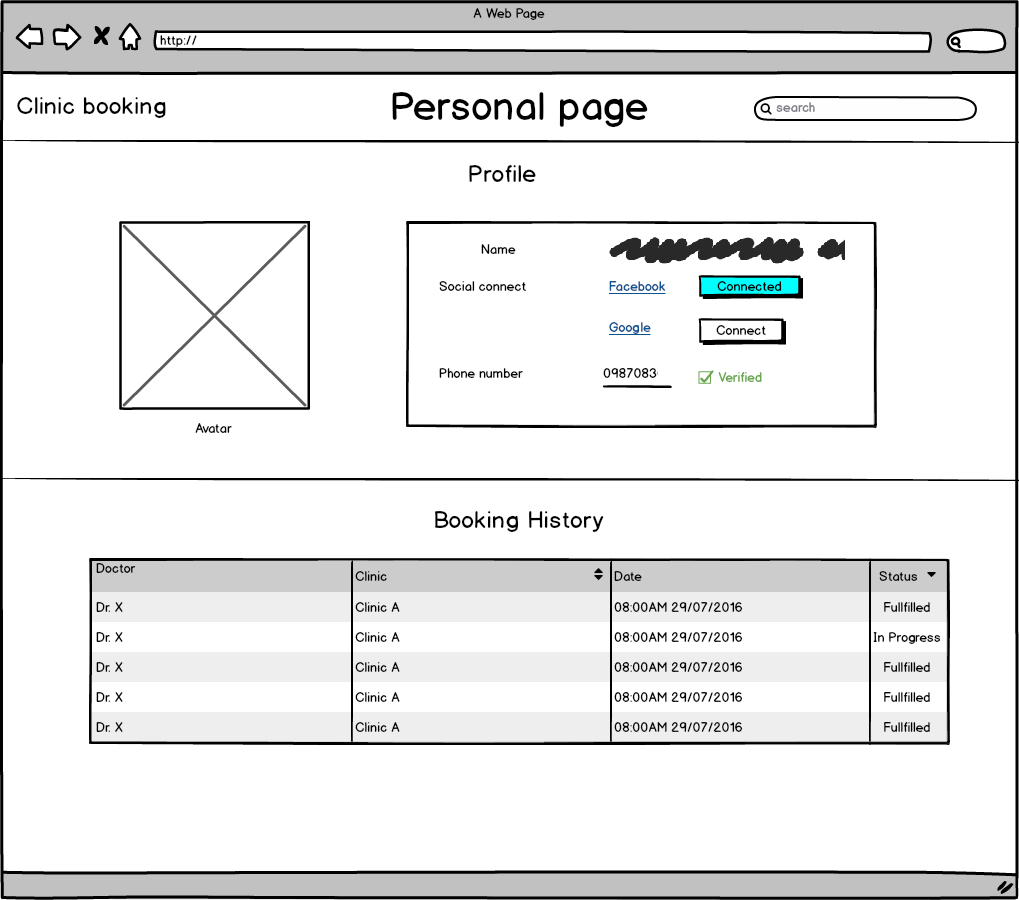 A Web Page
http://
Clinic booking
Personal page
search
Profile
Name
Social connect Facebook Connected
Google Connect
Phone number 0987083 Verified
Avatar
Booking History
Doctor Clinic Date Status
Dr. X Clinic A 08:00AM 29/07/2016 Fullfilled
Dr. X Clinic A 08:00AM 29/07/2016 In Progress
Dr. X Clinic A 08:00AM 29/07/2016 Fullfilled
Dr. X Clinic A 08:00AM 29/07/2016 Fullfilled
Dr. X Clinic A 08:00AM 29/07/2016 Fullfilled